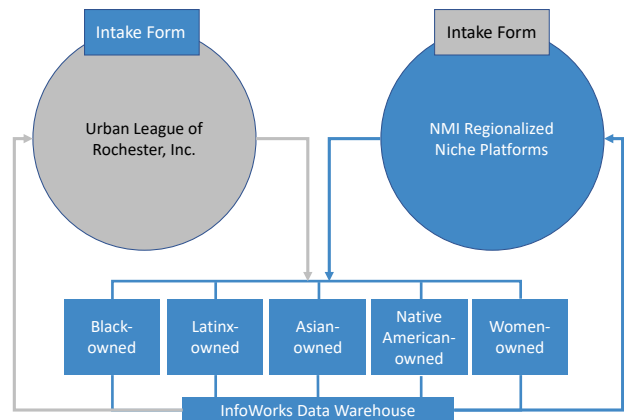 Intake Form
Intake Form
Urban League of
Rochester, Inc.
NMI Regionalized
Niche Platforms
Black-
owned
Latinx-
owned
Asian-
owned
Native
American-
owned
Women-
owned
InfoWorks Data Warehouse